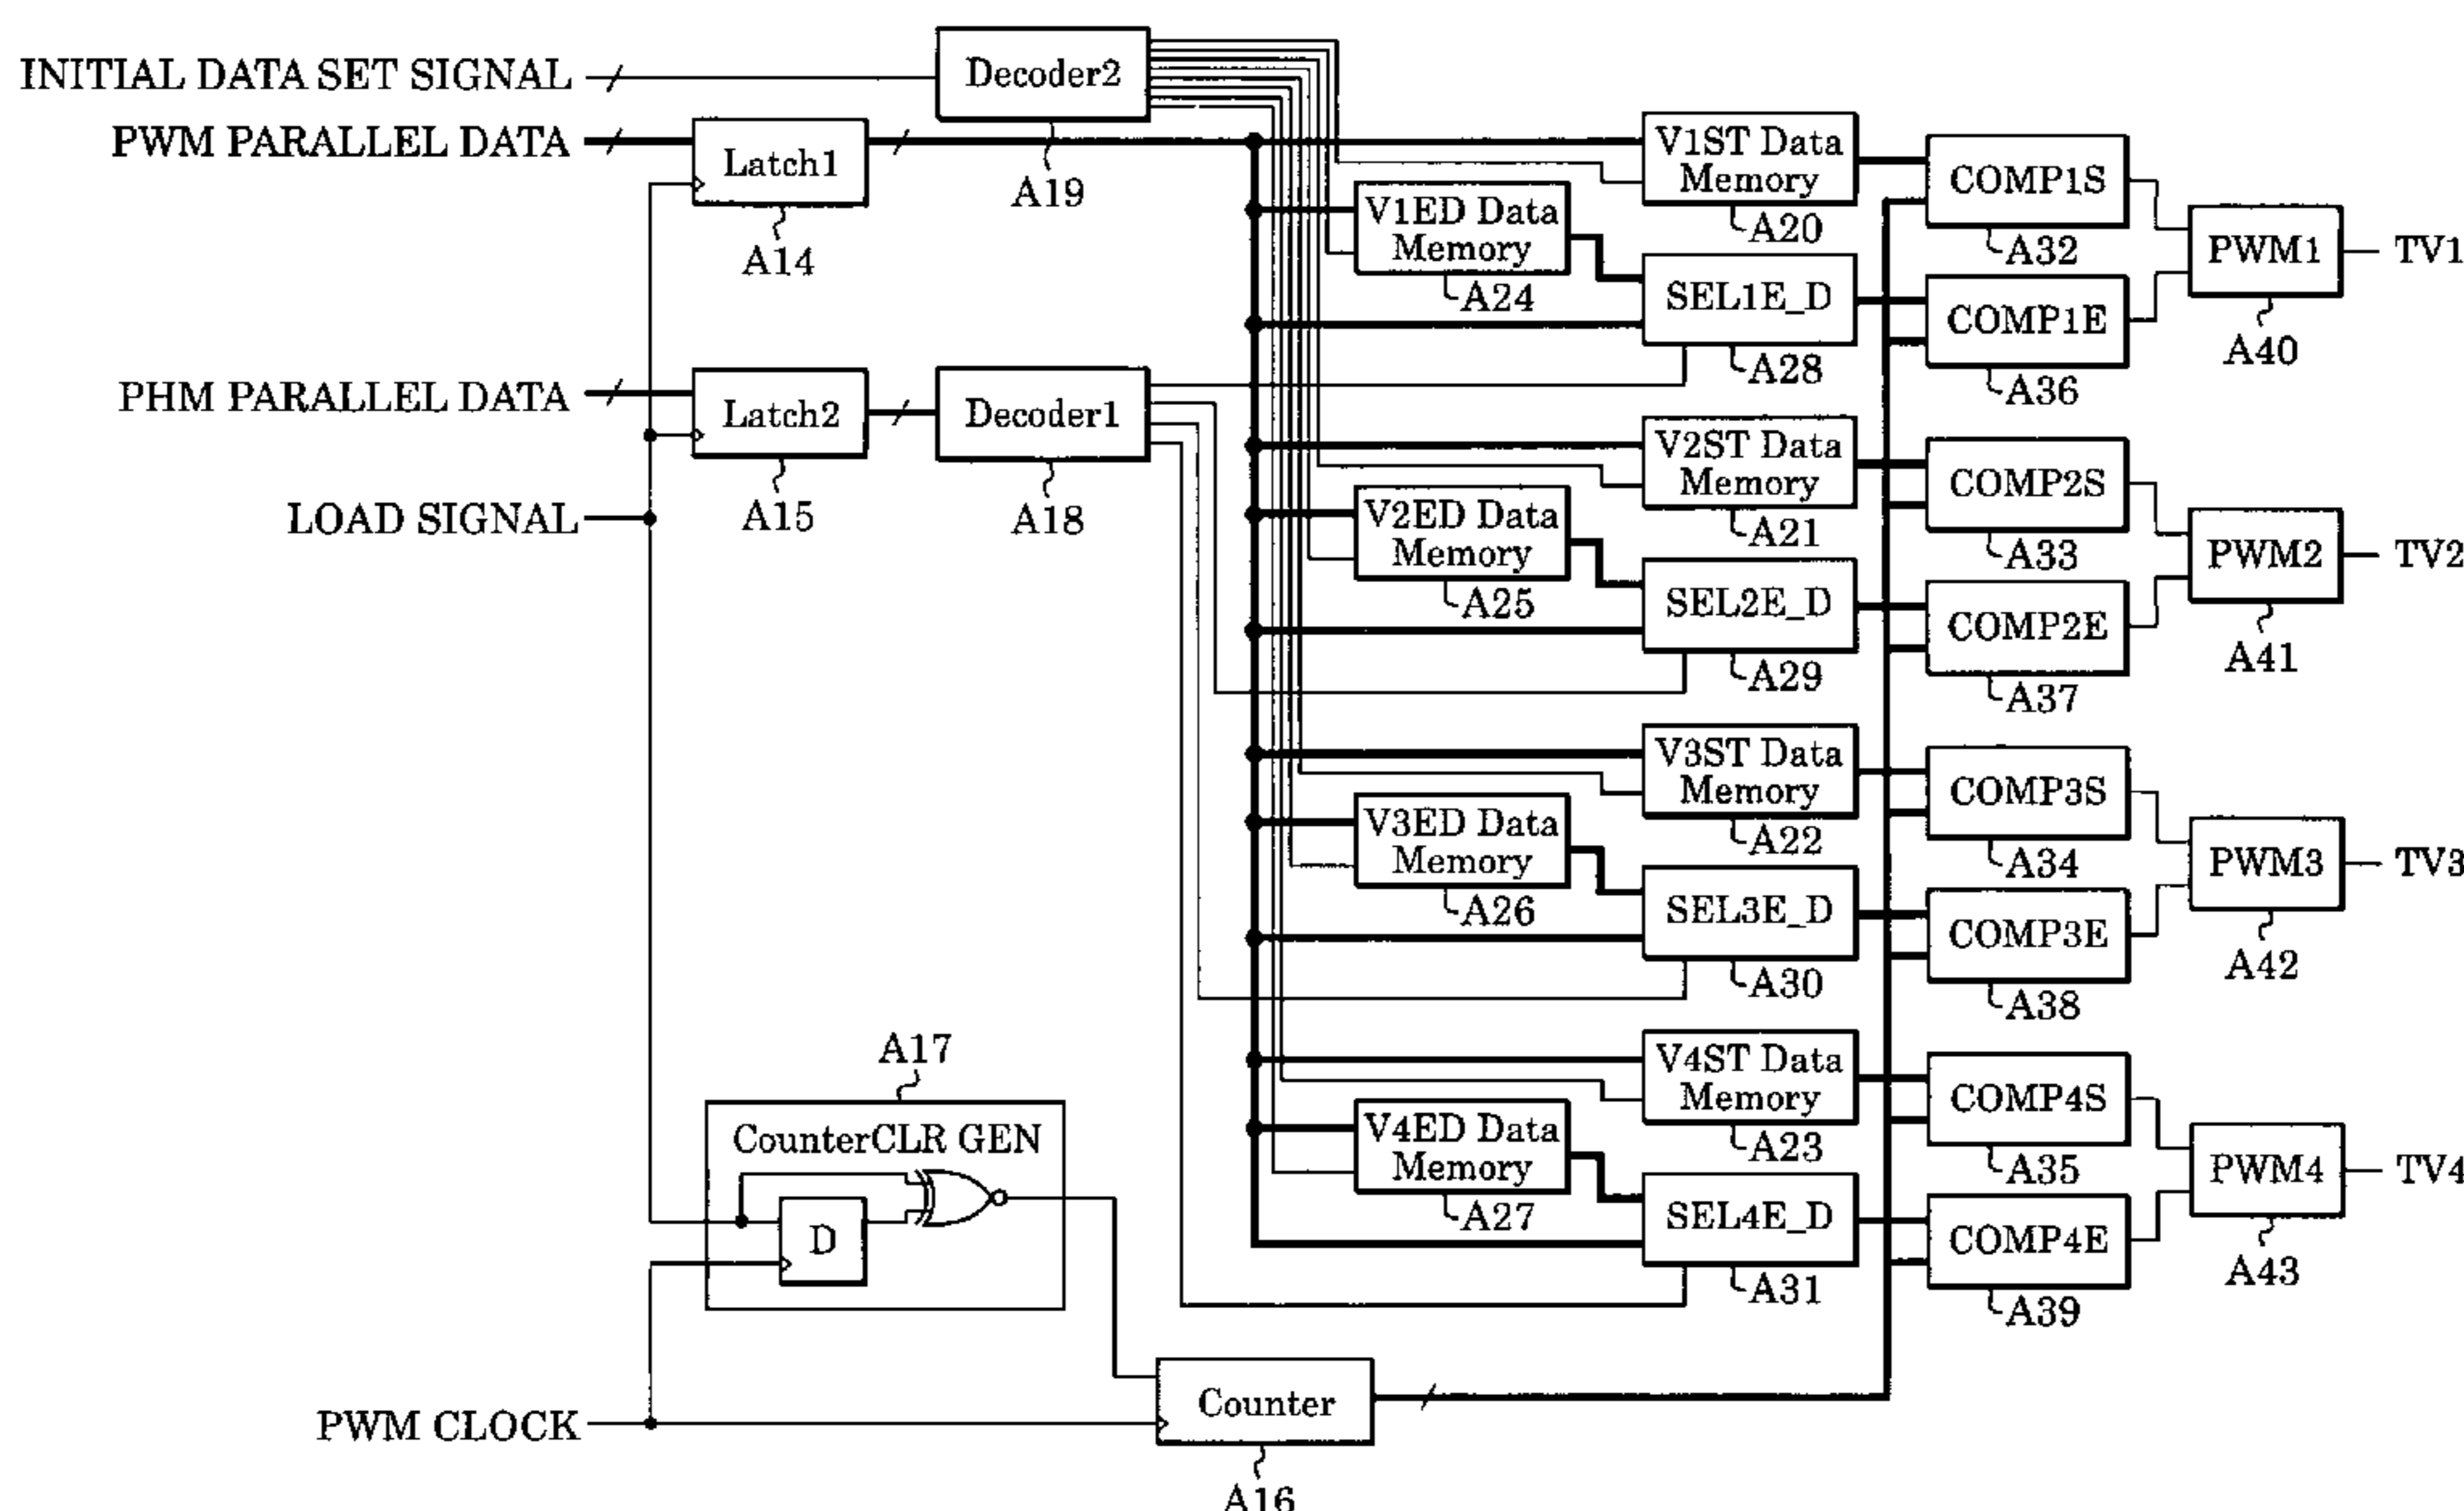 INITIAL DATA SET SIGNAL
Decoder2
A19
PWM PARALLEL DATA
Latch1
A14
PHM PARALLEL DATA
Latch2
A15
Decoder1
A18
LOAD SIGNAL
A17
CounterCLR GEN
D
PWM CLOCK
Counter
A16
V1ST Data
Memory
A20
V1ED Data
Memory
A24
SEL1E_D
A28
COMP1S
A32
COMP1E
A36
PWM1
A40
TV1
V2ST Data
Memory
A21
V2ED Data
Memory
A25
SEL2E_D
A29
COMP2S
A33
COMP2E
A37
PWM2
A41
TV2
V3ST Data
Memory
A22
V3ED Data
Memory
A26
SEL3E_D
A30
COMP3S
A34
COMP3E
A38
PWM3
A42
TV3
V4ST Data
Memory
A23
V4ED Data
Memory
A27
SEL4E_D
A31
COMP4S
A35
COMP4E
A39
PWM4
A43
TV4